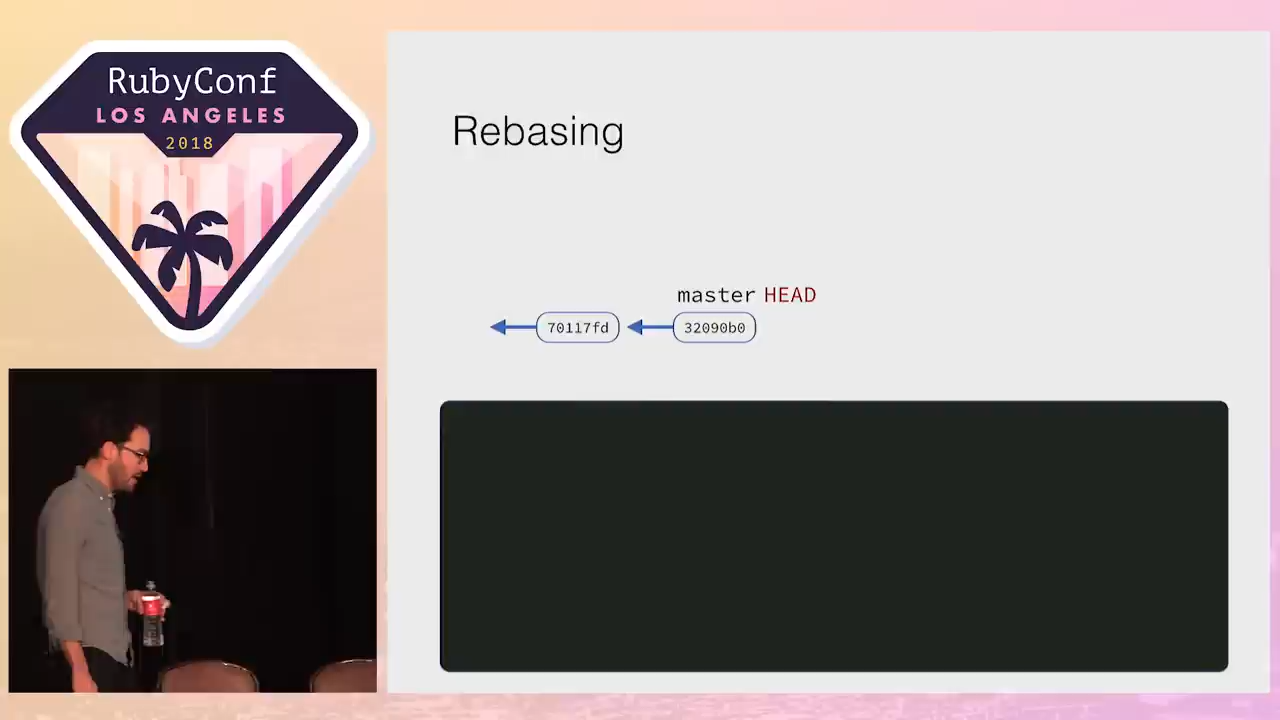 RubyConf
LOS ANGELES
2018
Rebasing
master HEAD
70117fd
32090b0